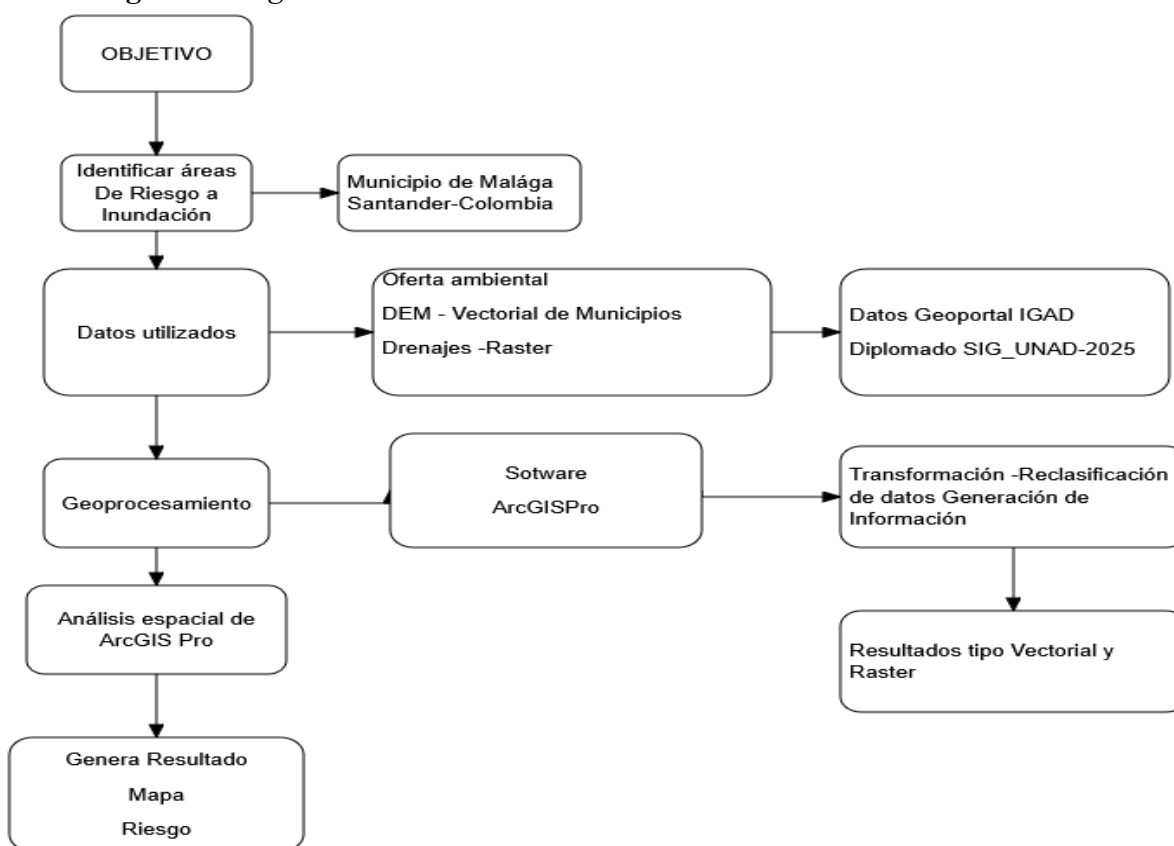 OBJETIVO
Identificar áreas
De Riesgo a
Inundación
Municipio de Malága
Santander-Colombia
Datos utilizados
Oferta ambiental
DEM - Vectorial de Municipios
Drenajes -Raster
Datos Geoportal IGAD
Diplomado SIG_UNAD-2025
Geoprocesamiento
Sotware
ArcGISPro
Transformación -Reclasificación
de datos Generación de
Información
Análisis espacial de
ArcGIS Pro
Resultados tipo Vectorial y
Raster
Genera Resultado
Mapa
Riesgo